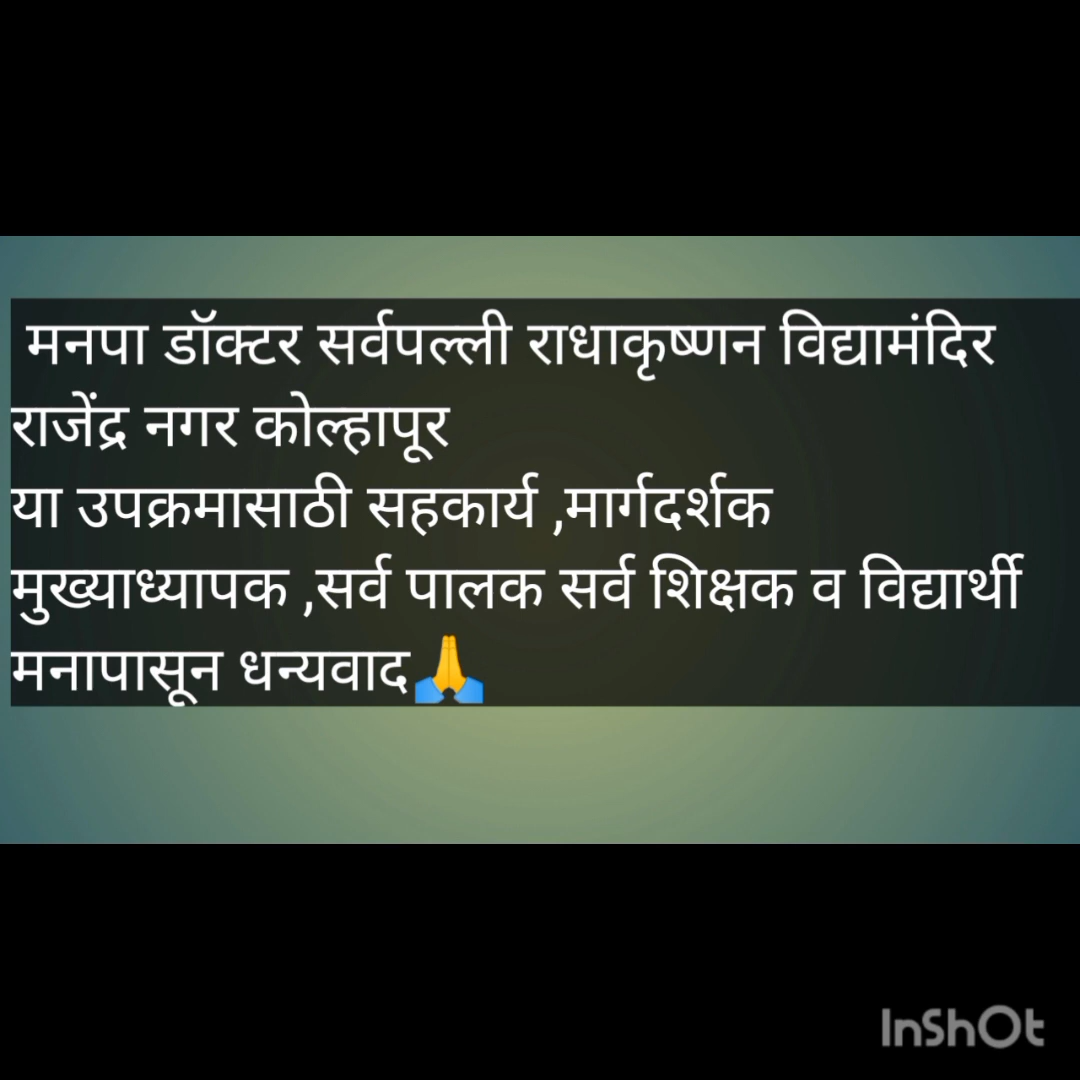 मनपा डॉक्टर सर्वपल्ली राधाकृष्णन विद्यामंदिर
राजेंद्र नगर कोल्हापूर
या उपक्रमासाठी सहकार्य ,मार्गदर्शक
मुख्याध्यापक ,सर्व पालक सर्व शिक्षक व विद्यार्थी
मनापासून धन्यवाद🙏
InShOt